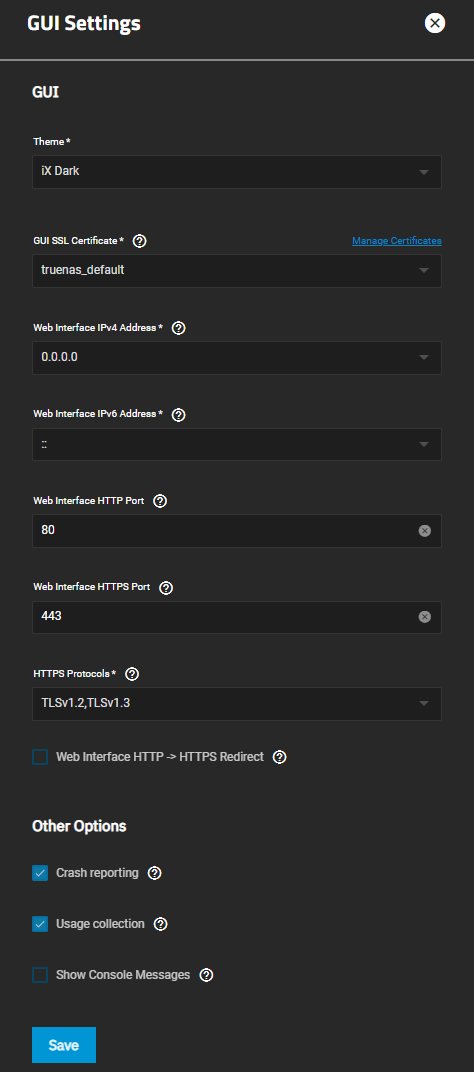 GUI Settings
GUI
Theme *
iX Dark
GUI SSL Certificate * Manage Certificates
truenas_default
Web Interface IPv4 Address *
0.0.0.0
Web Interface IPv6 Address *
::
Web Interface HTTP Port
80
Web Interface HTTPS Port
443
HTTPS Protocols *
TLSv1.2,TLSv1.3
Web Interface HTTP -> HTTPS Redirect
Other Options
Crash reporting
Usage collection
Show Console Messages
Save